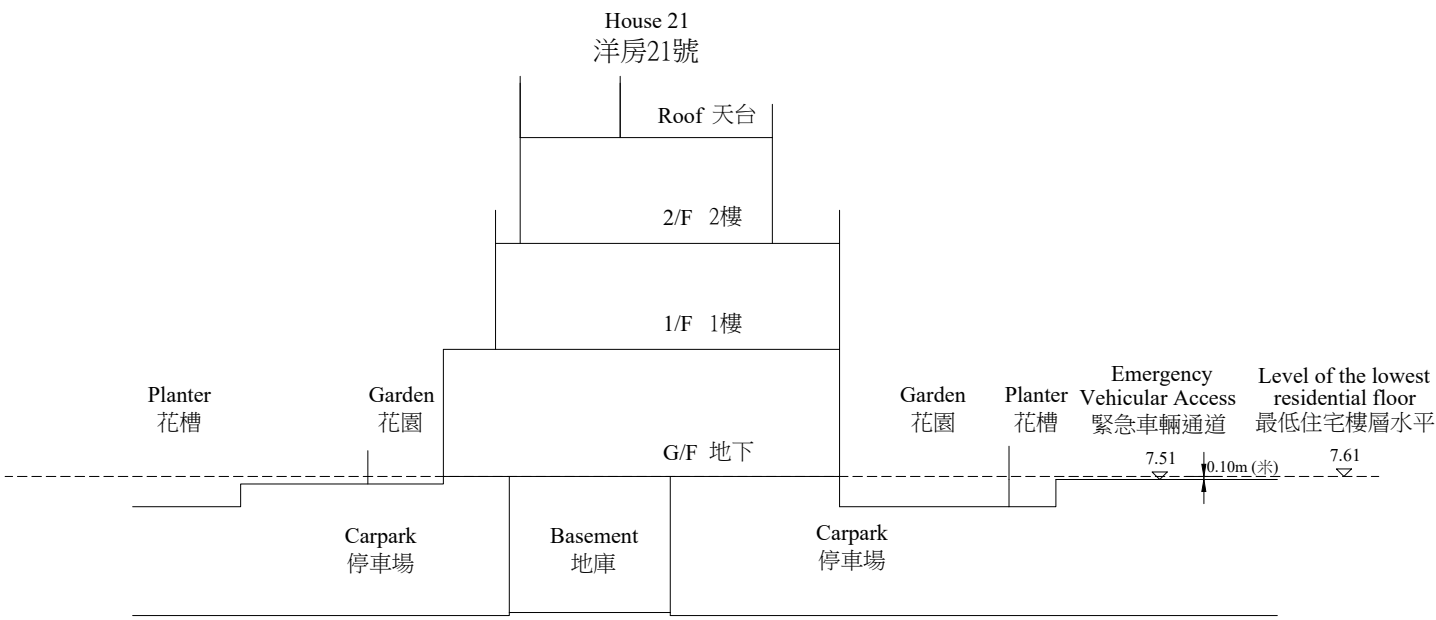 House 21
洋房21號
Roof 天台
2/F 2樓
1/F 1樓
Planter
花槽
Garden
花園
G/F 地下
Garden
花園
Planter
花槽
Emergency
Vehicular Access
緊急車輛通道
Level of the lowest
residential floor
最低住宅樓層水平
7.51
0.10m (米)
7.61
Carpark
停車場
Basement
地庫
Carpark
停車場